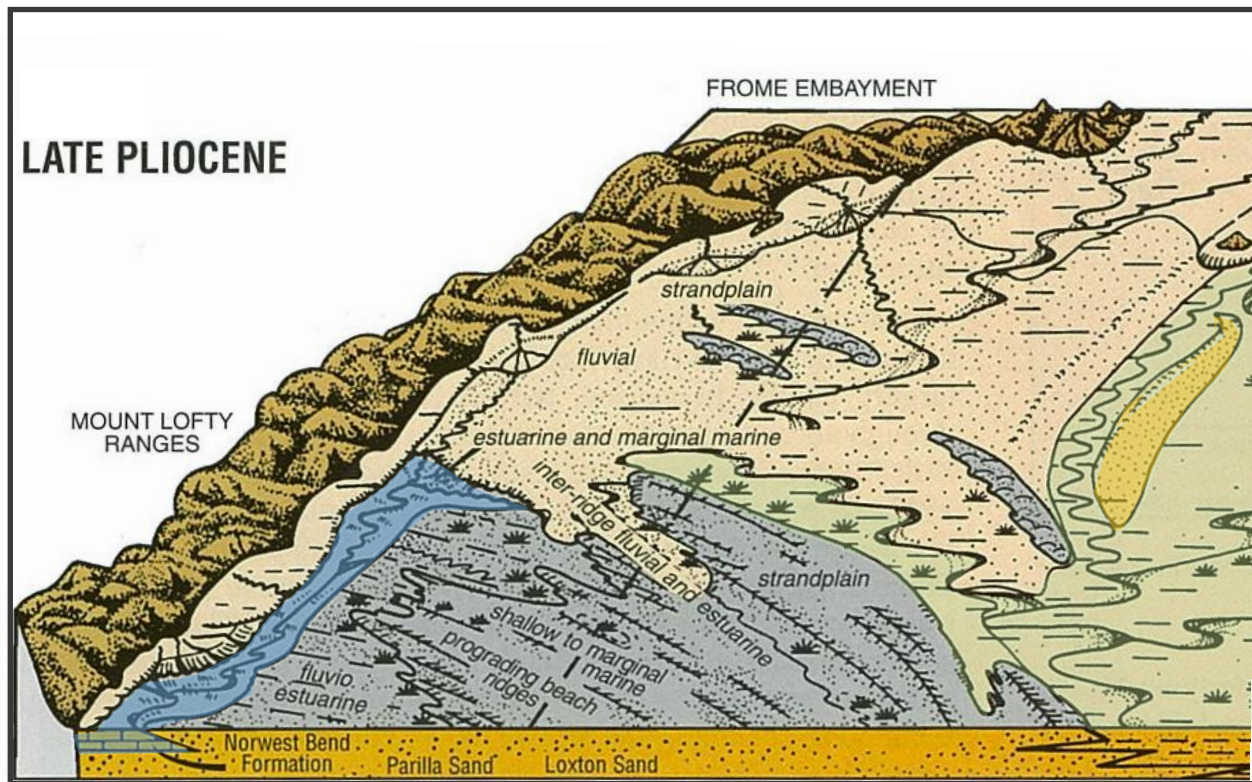 FROME EMBAYMENT
LATE PLIOCENE
strandplain
fluvial
MOUNT LOFTY
RANGES
estuarine and marginal marine
inter-ridge fluvial and estuarine
strandplain
shallow to marginal
marine
prograding beach
ridges
fluvio
estuarine
Norwest Bend
Formation
Parilla Sand
Loxton Sand